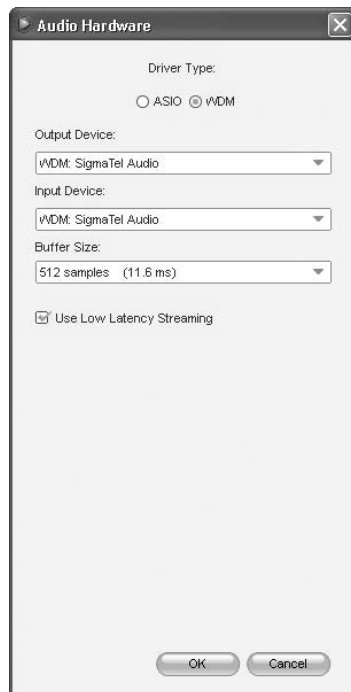 Audio Hardware
Driver Type:
ASIO WDM
Output Device:
WDM: SigmaTel Audio
Input Device:
WDM: SigmaTel Audio
Buffer Size:
512 samples (11.6 ms)
Use Low Latency Streaming
OK Cancel